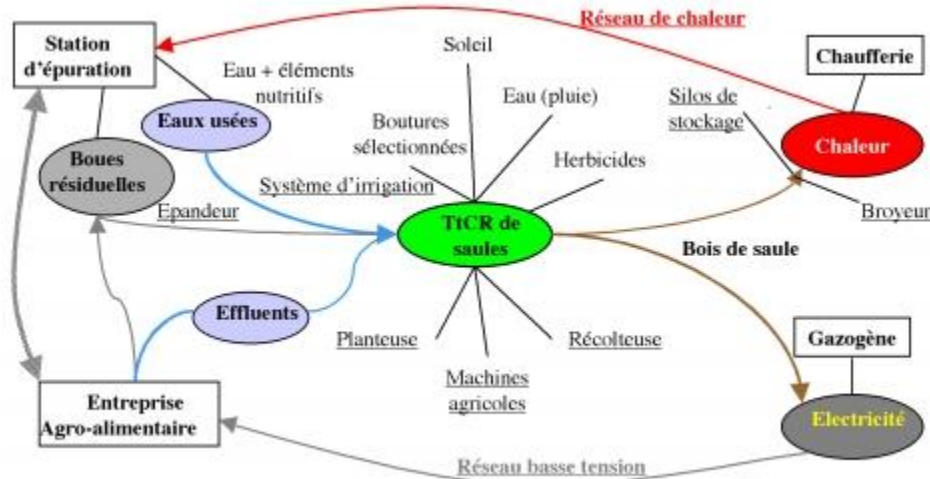 Réseau de chaleur
Station
d'épuration
Soleil
Chaufferie
Eau + éléments
nutritifs
Eau (pluie)
Silos de
stockage
Eaux usées
Boutures
sélectionnées
Chaleur
Boues
résiduelles
Herbicides
Système d'irrigation
Epandeur
Broyeur
TtCR de
saules
Bois de saule
Effluents
Planteuse
Récolteuse
Gazogène
Machines
agricoles
Entreprise
Agro-alimentaire
Electricité
Réseau basse tension